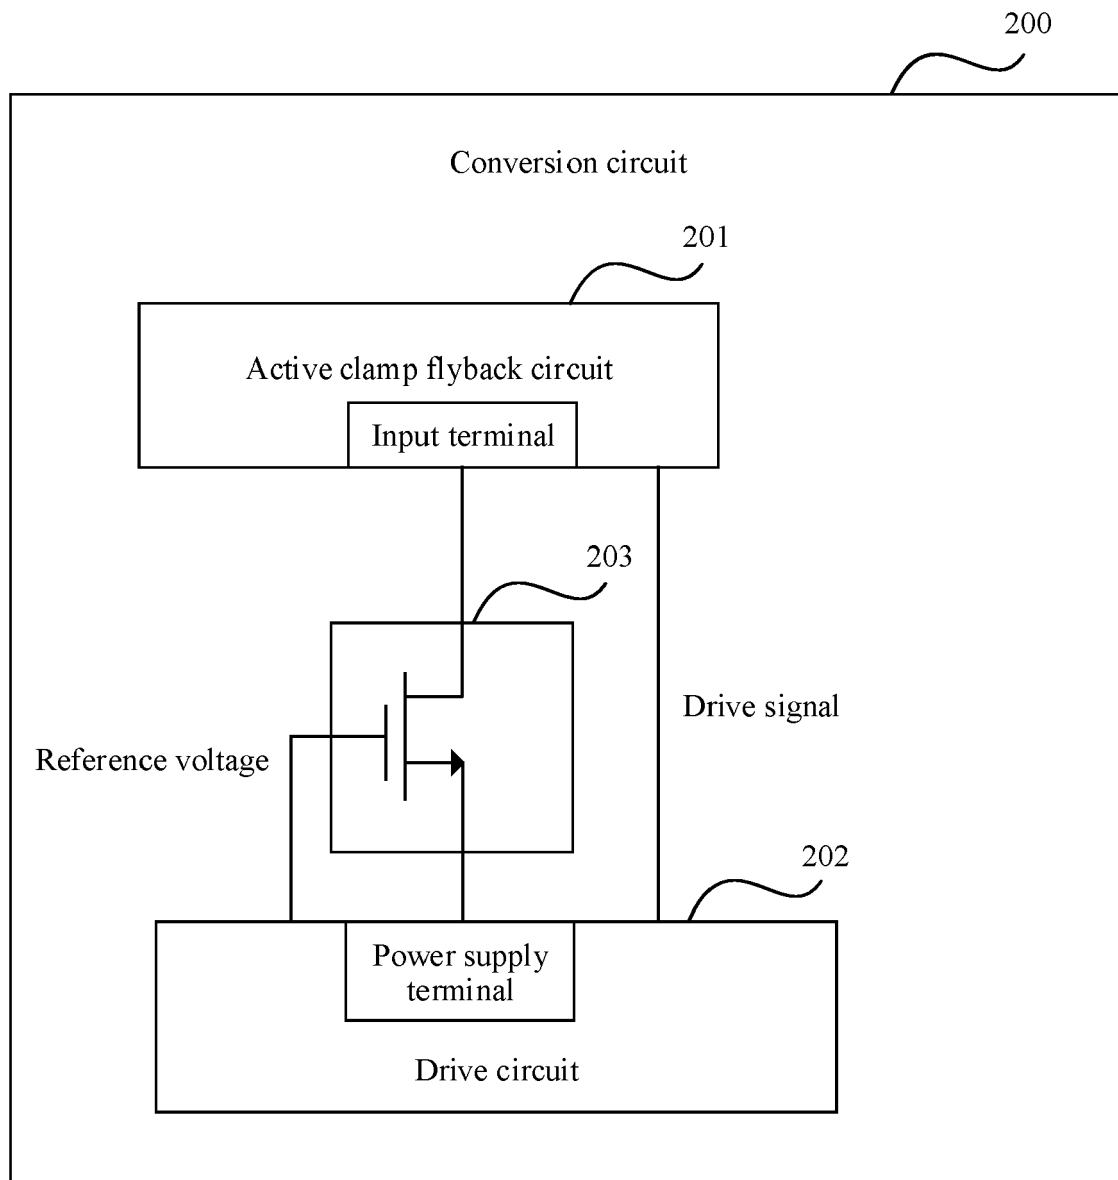 200
Conversion circuit
201
Active clamp flyback circuit
Input terminal
203
Drive signal
Reference voltage
202
Power supply
terminal
Drive circuit